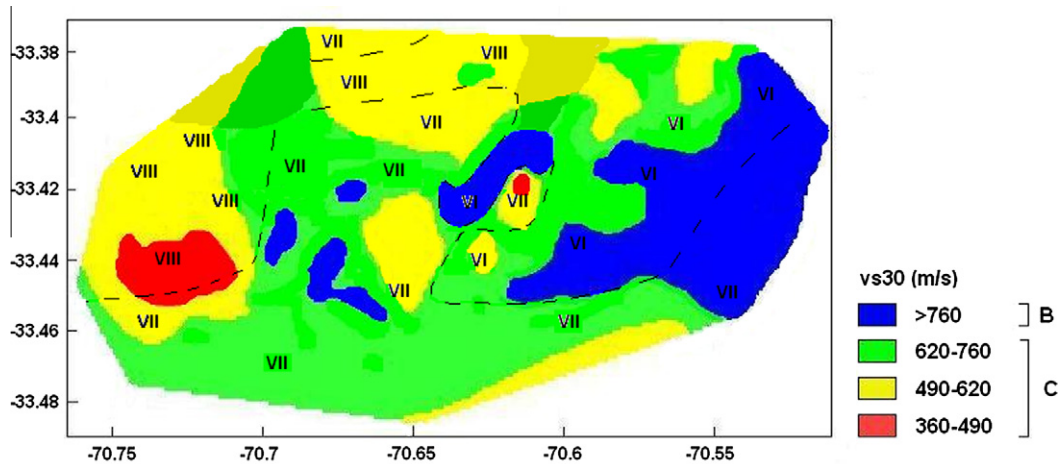 -33.38
-33.4
-33.42
-33.44
-33.46
-33.48
VII
VIII
VIII
VI
VIII
VII
VI
VIII
VII
VII
VI
VIII
VI
VII
VI
VI
VIII
VII
VII
VII
VII
VII
-70.75
-70.7
-70.65
-70.6
-70.55
vs30 (m/s)
>760
B
620-760
490-620
C
360-490